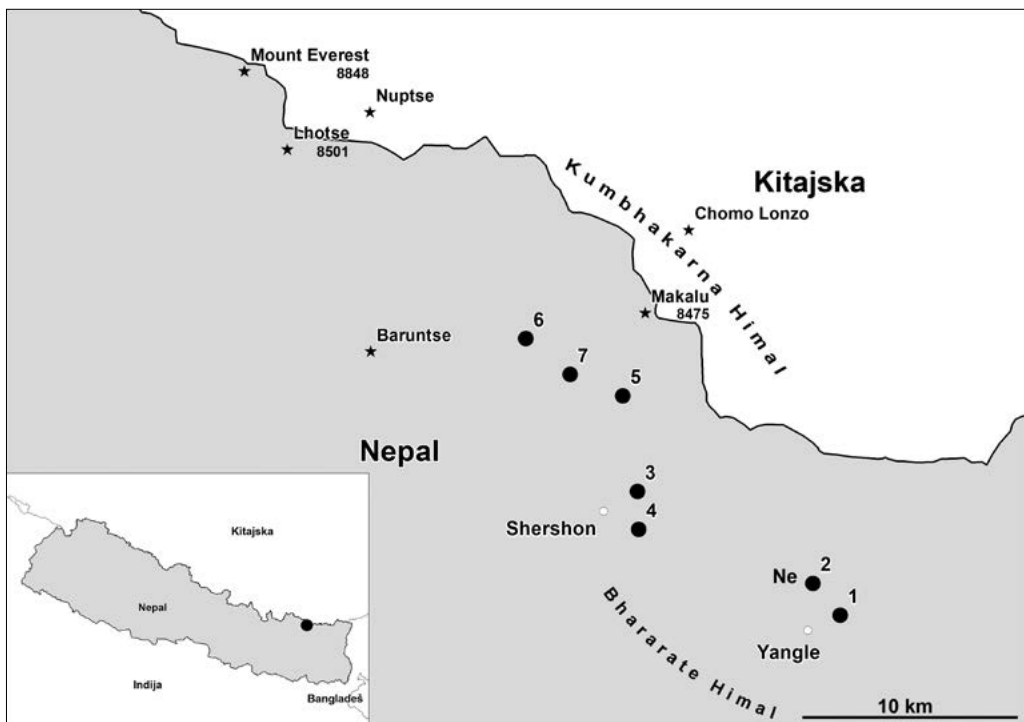 Mount Everest
8848
Nuptse
Lhotse
8501
Kumbhakarna Himal
Kitajska
Chomo Lonzo
Makalu
8475
Baruntse
6
7
5
Nepal
3
Shershon
4
Ne
2
1
Yangle
Bhararate Himal
10 km
Kitajska
Nepal
Indija
Bangladeš